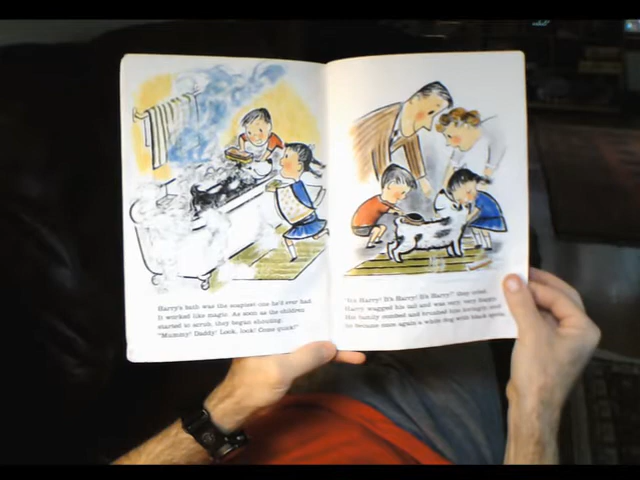 Harry's bath was the soapiest one he'd ever had.
It worked like magic. As soon as the children
started to scrub, they began shouting,
"Mummy! Daddy! Look, look! Come quick!"
"It's Harry! It's Harry! It's Harry!" they cried.
Harry wagged his tail and was very, very happy.
His family combed and brushed him lovingly, and
he became once again a white dog with black spots.